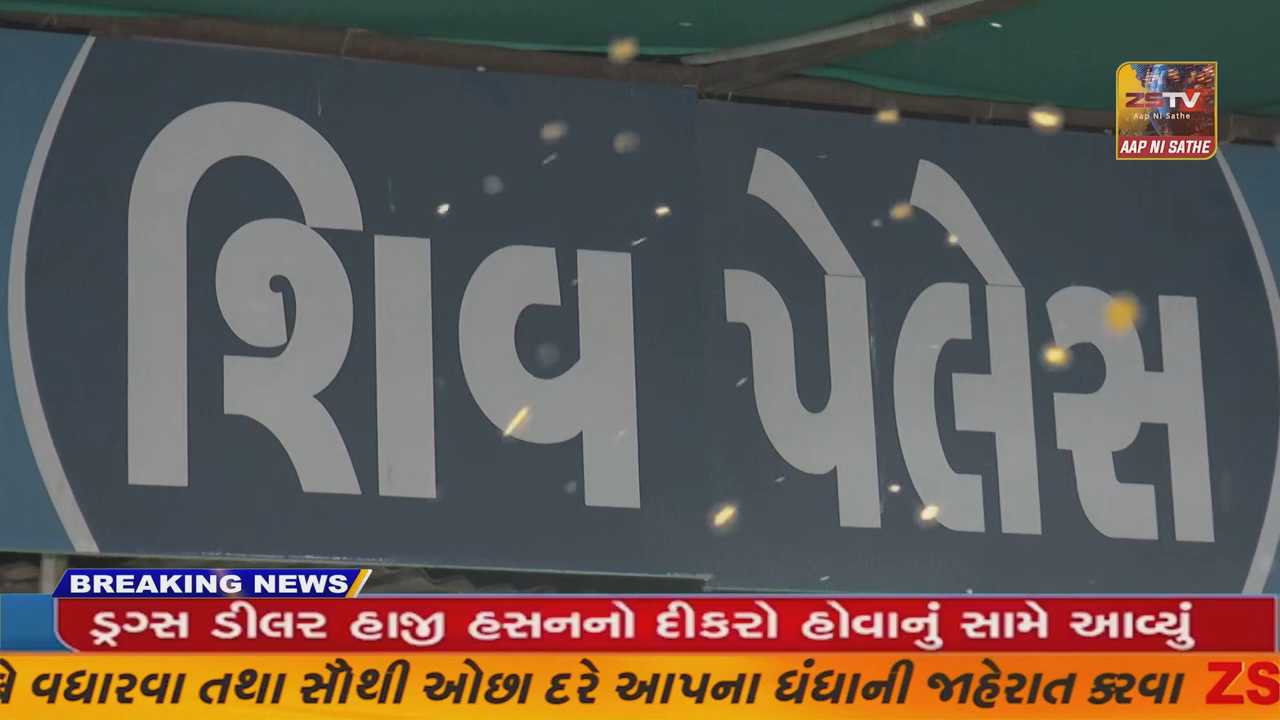 શિવ પેલેસ
ZSTV
Aap Ni Sathe
AAP NI SATHE
BREAKING NEWS
ડ્રગ્સ ડીલર હાજી હસનનો દીકરો હોવાનું સામે આવ્યું
વધારવા તથા સૌથી ઓછા દરે આપના ધંધાની જાહેરાત કરવા ZS